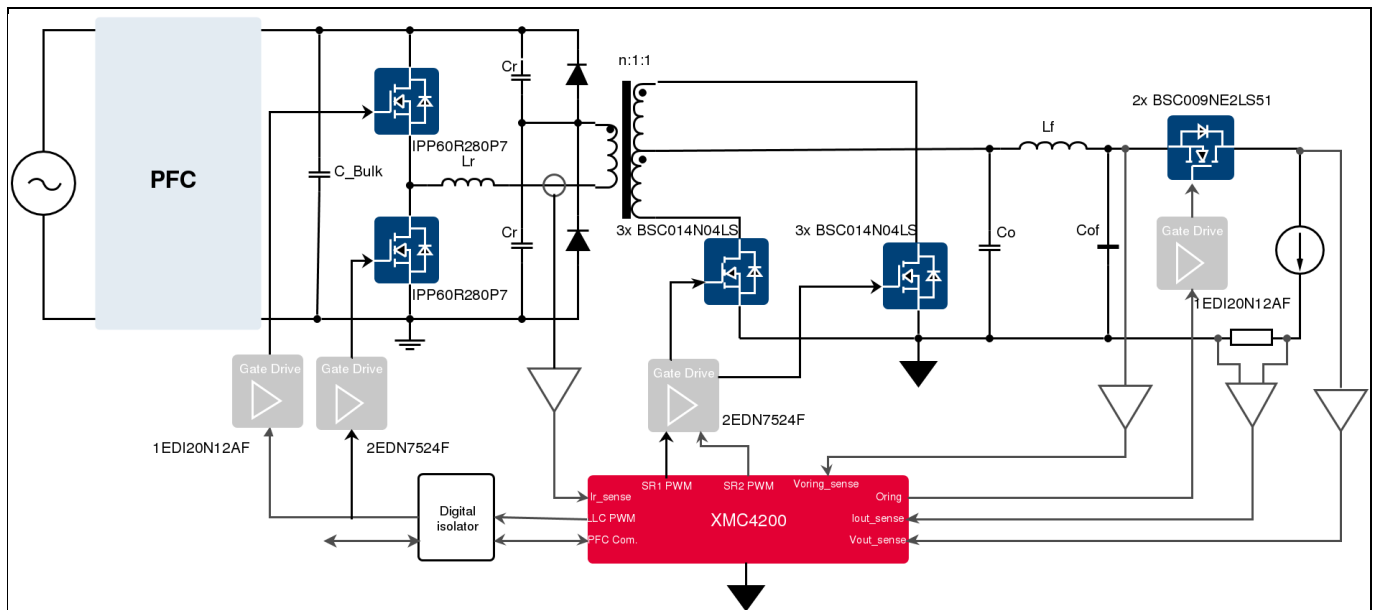 n:1:1
Cr
2x BSC009NE2LS51
Lf
IPP60R280P7
Lr
C_Bulk
PFC
Cr
3x BSC014N04LS
3x BSC014N04LS
Co
Cof
Gate Drive
IPP60R280P7
1EDI20N12AF
Gate Drive
Gate Drive
Gate Drive
2EDN7524F
1EDI20N12AF
2EDN7524F
SR1 PWM
SR2 PWM
Voring_sense
Digital
isolator
Ir_sense
Oring
LLC PWM
XMC4200
Iout_sense
PFC Com.
Vout_sense